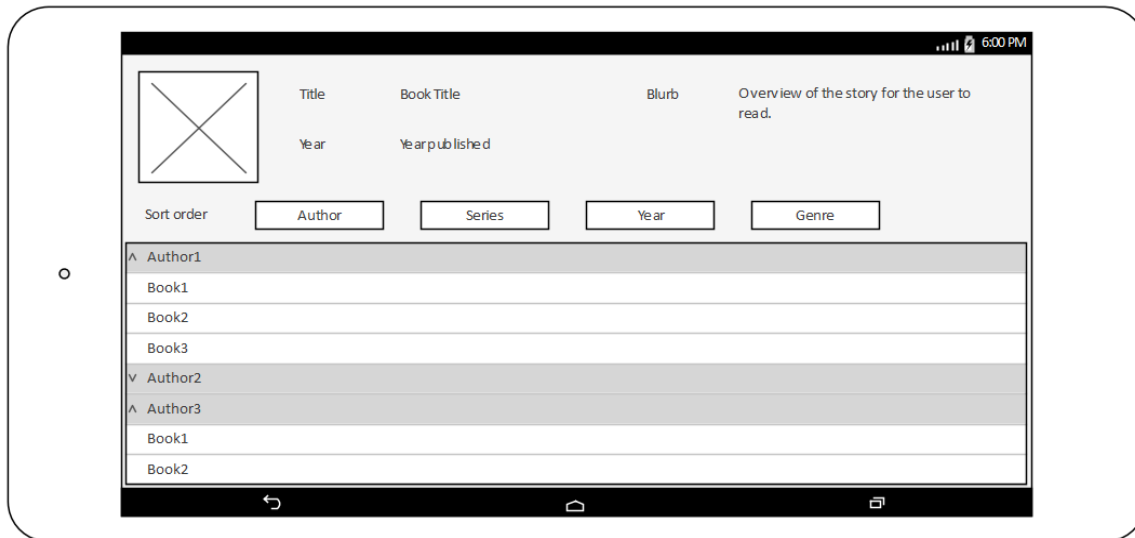 6:00 PM
Title Book Title Blurb Overview of the story for the user to
read.
Year Year published
Sort order Author Series Year Genre
^ Author1
Book1
Book2
Book3
v Author2
^ Author3
Book1
Book2